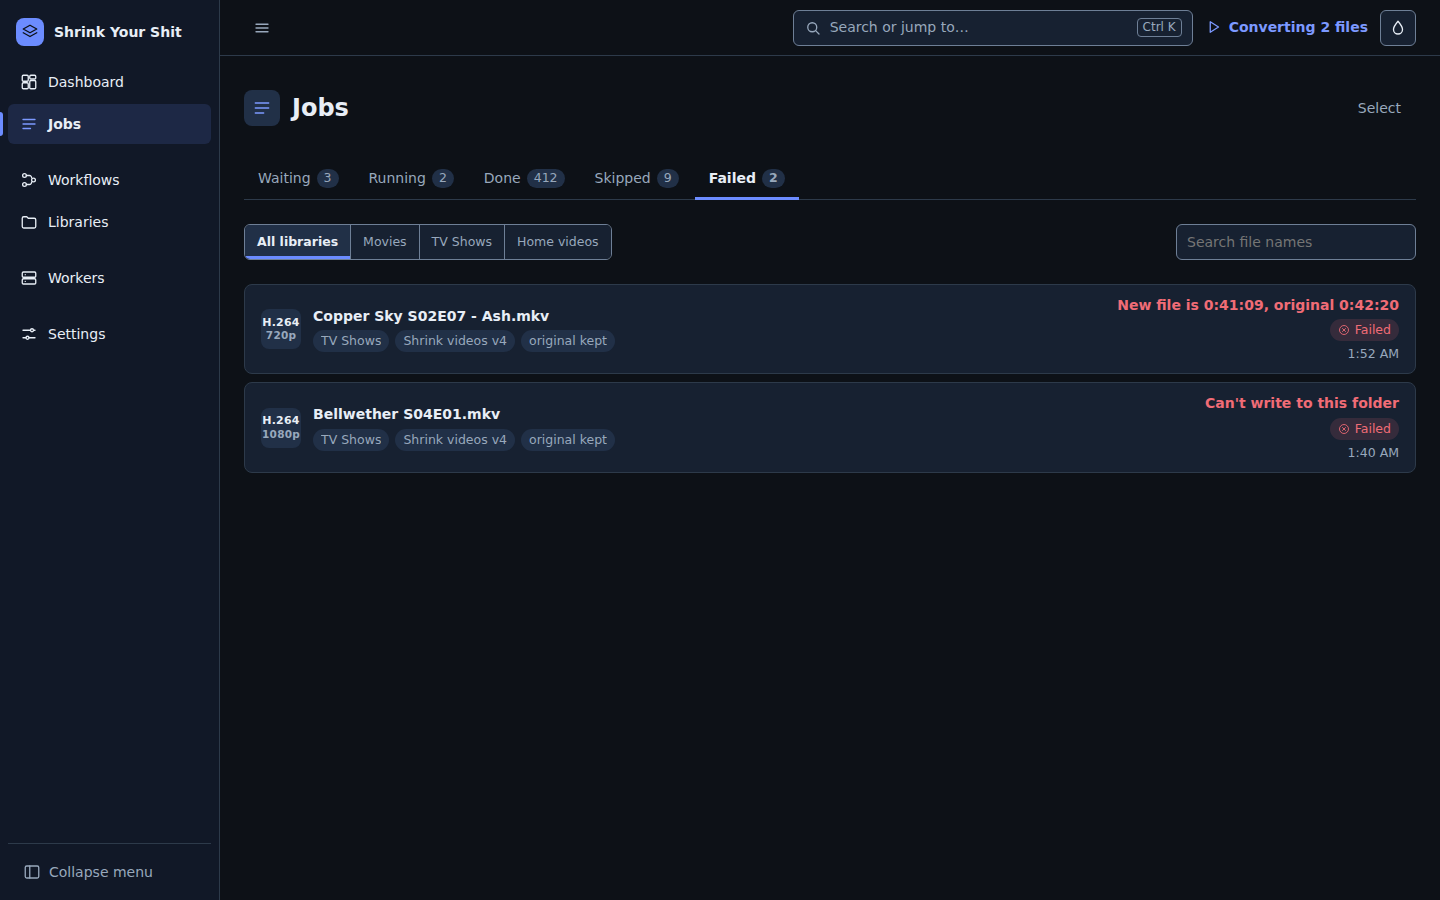 Shrink Your Shit
Dashboard
Jobs
Workflows
Libraries
Workers
Settings
Collapse menu
Search or jump to...
Ctrl K
Converting 2 files
Jobs
Select
Waiting 3
Running 2
Done 412
Skipped 9
Failed 2
All libraries
Movies
TV Shows
Home videos
Search file names
H.264
720p
Copper Sky S02E07 - Ash.mkv
TV Shows
Shrink videos v4
original kept
New file is 0:41:09, original 0:42:20
Failed
1:52 AM
H.264
1080p
Bellwether S04E01.mkv
TV Shows
Shrink videos v4
original kept
Can't write to this folder
Failed
1:40 AM